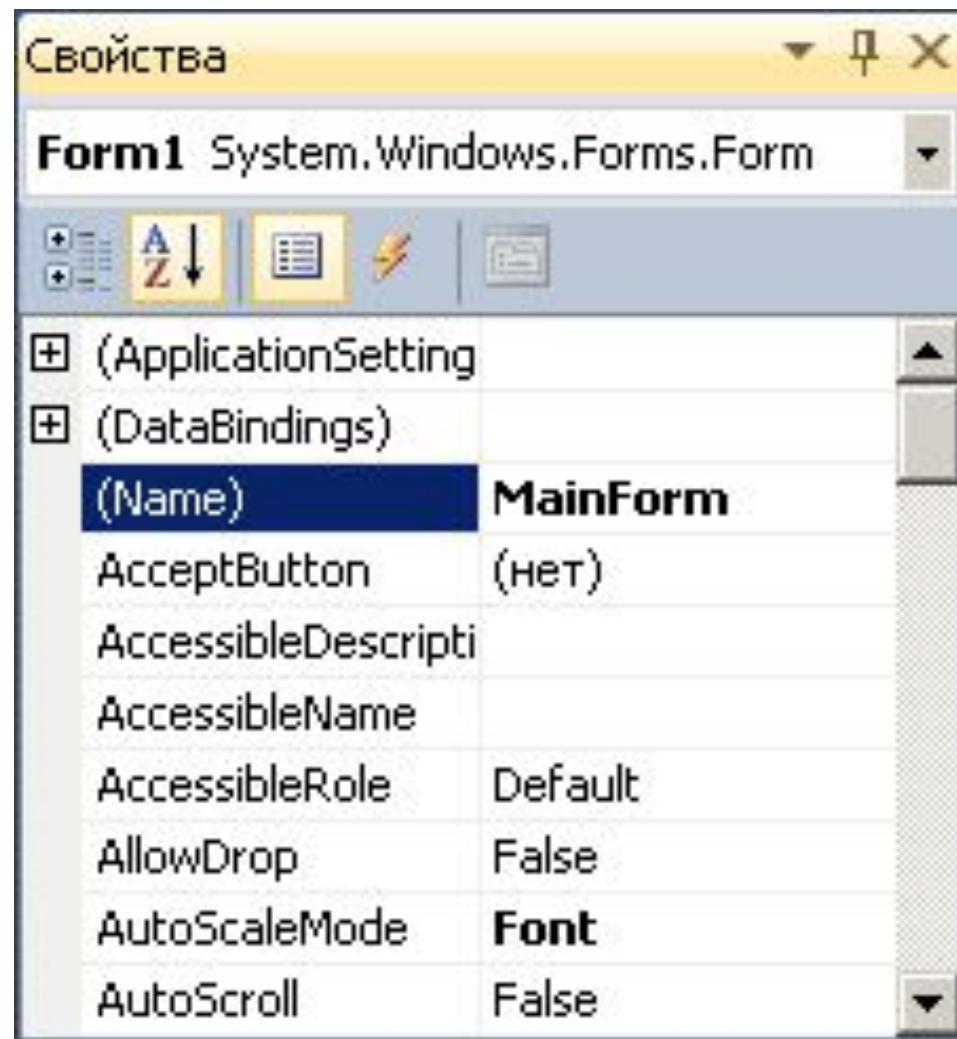 Свойства
Form1 System.Windows.Forms.Form
AZ
(ApplicationSetting
(DataBindings)
(Name) MainForm
AcceptButton (нет)
AccessibleDescripti
AccessibleName
AccessibleRole Default
AllowDrop False
AutoScaleMode Font
AutoScroll False